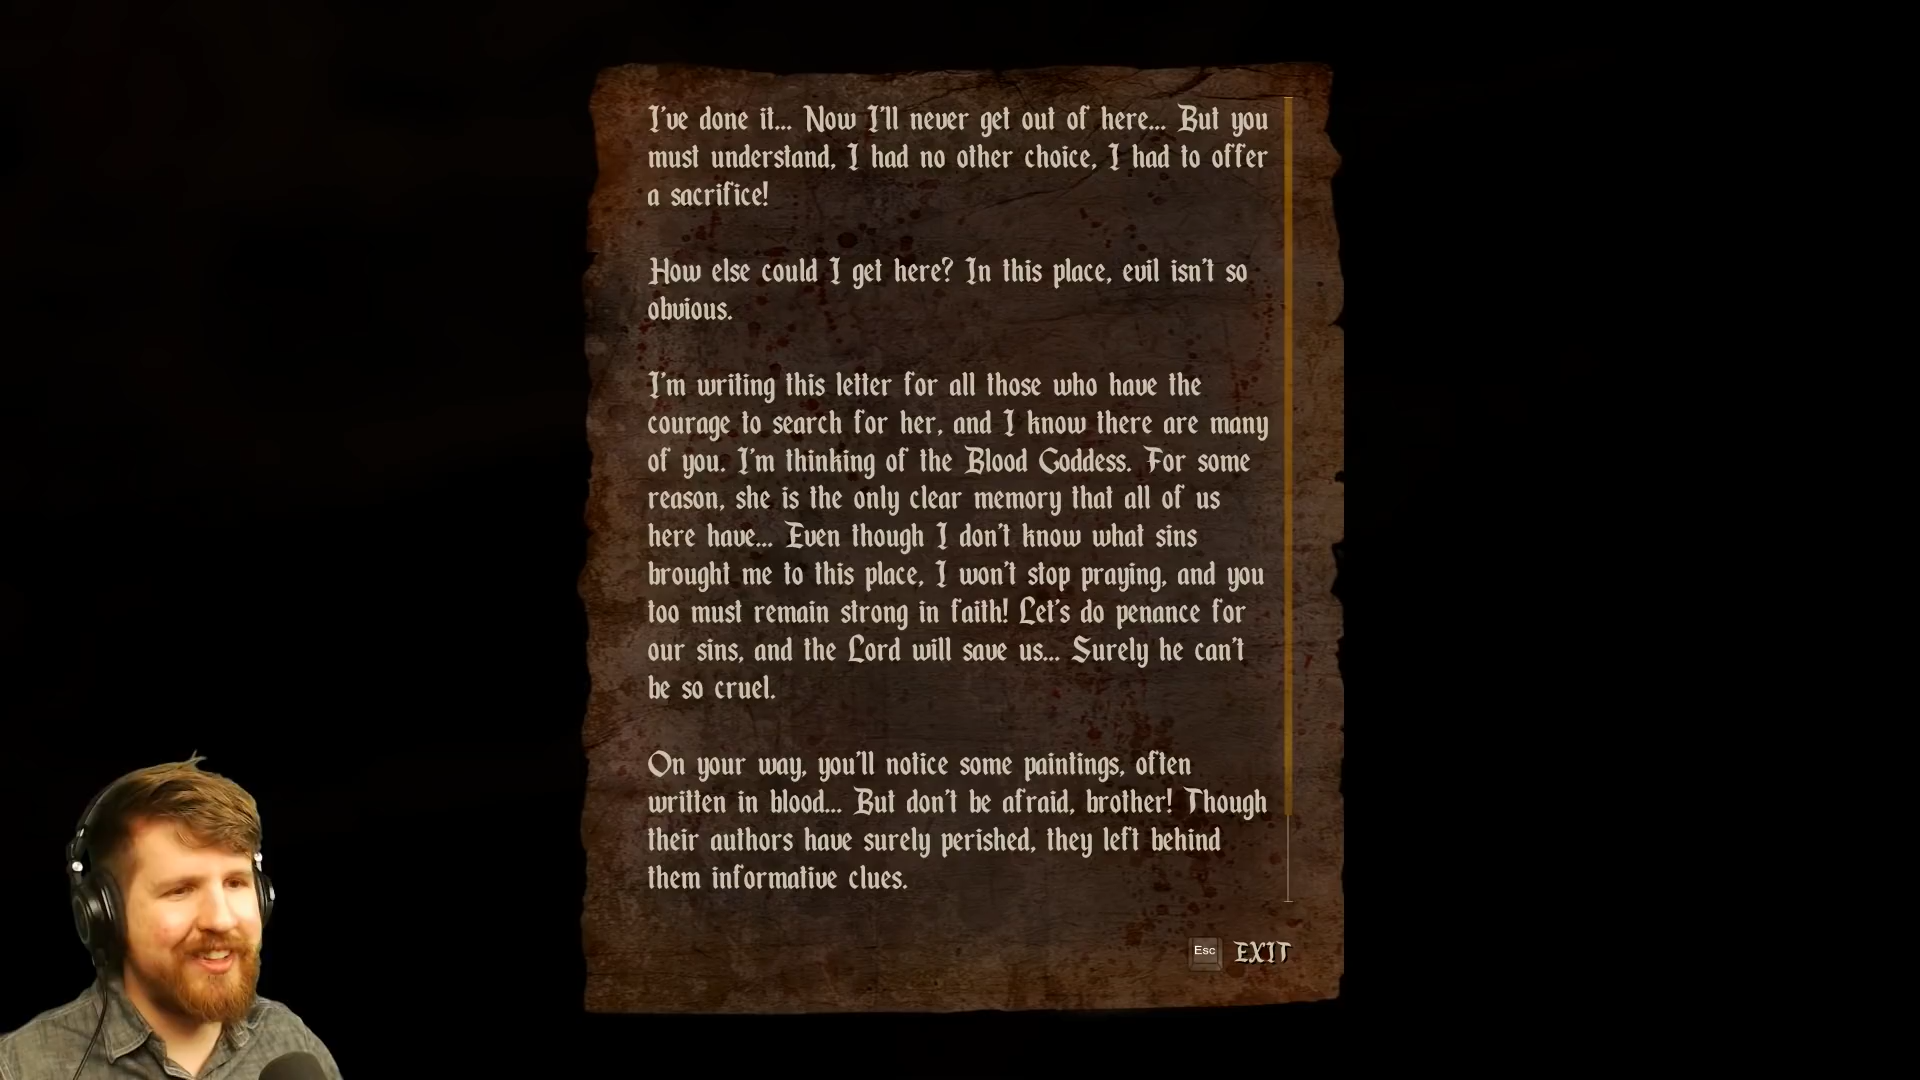 I've done it... Now I'll never get out of here... But you
must understand, I had no other choice, I had to offer
a sacrifice!
How else could I get here? In this place, evil isn't so
obvious.
I'm writing this letter for all those who have the
courage to search for her, and I know there are many
of you. I'm thinking of the Blood Goddess. For some
reason, she is the only clear memory that all of us
here have... Even though I don't know what sins
brought me to this place, I won't stop praying, and you
too must remain strong in faith! Let's do penance for
our sins, and the Lord will save us... Surely he can't
be so cruel.
On your way, you'll notice some paintings, often
written in blood... But don't be afraid, brother! Though
their authors have surely perished, they left behind
them informative clues.
Esc EXIT